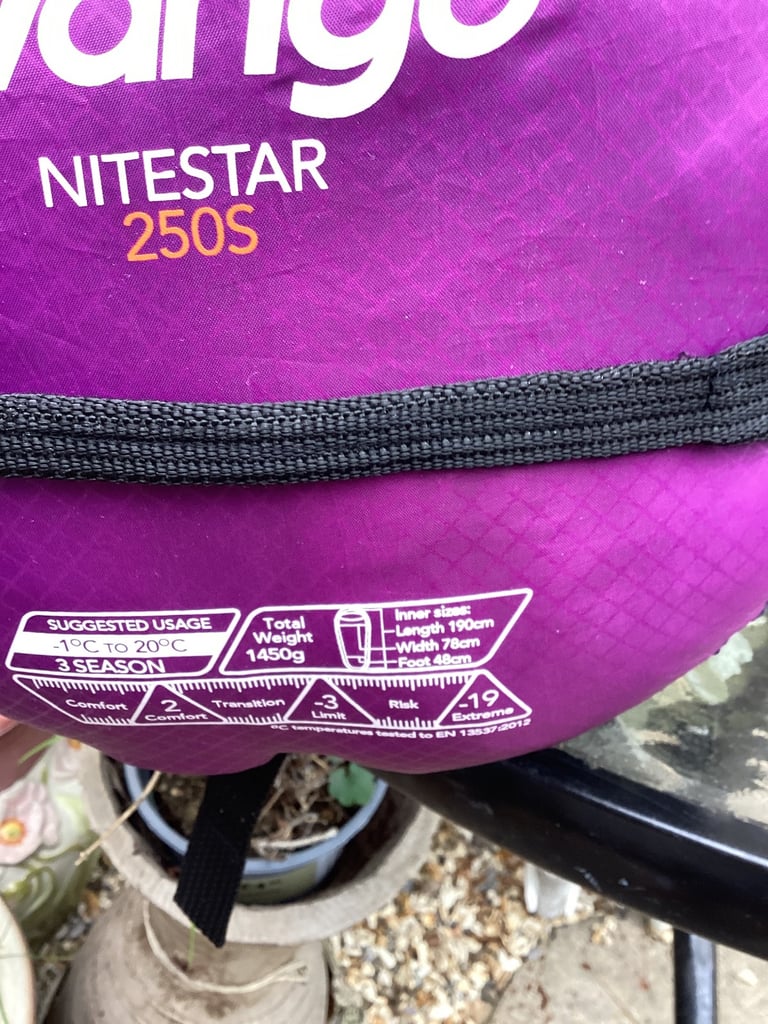 vango
NITESTAR
250S
SUGGESTED USAGE
-1°C TO 20°C
3 SEASON
Total
Weight
1450g
Inner sizes:
Length 190cm
Width 78cm
Foot 48cm
Comfort
2
Comfort
Transition
-3
Limit
Risk
-19
Extreme
°C temperatures tested to EN 13537:2012